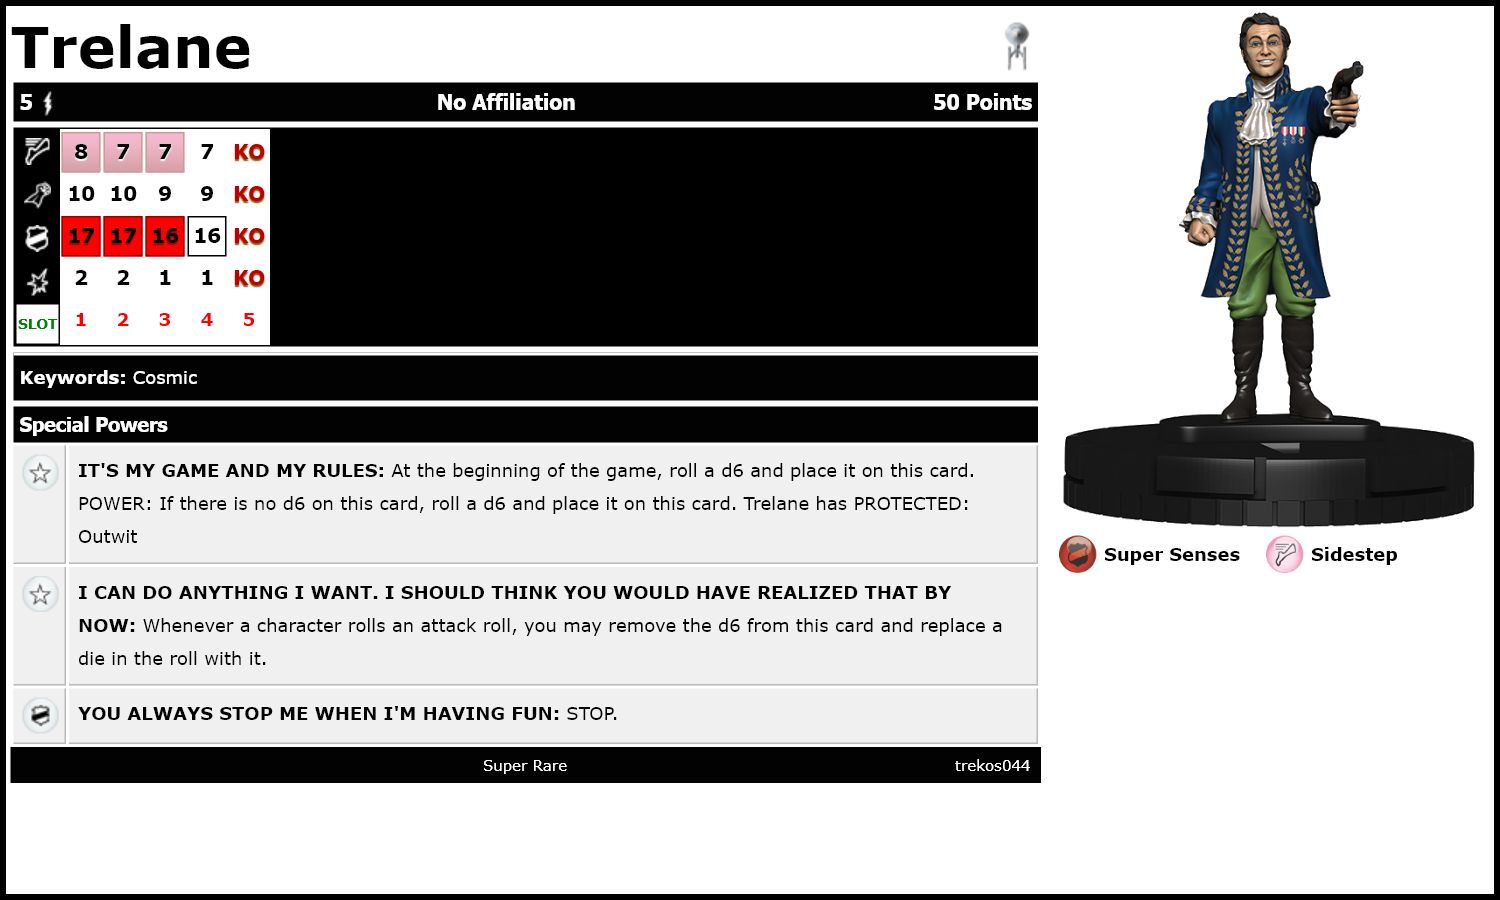 Trelane
5 No Affiliation 50 Points
8 7 7 7 KO
10 10 9 9 KO
17 17 16 16 KO
2 2 1 1 KO
SLOT 1 2 3 4 5
Keywords: Cosmic
Special Powers
IT'S MY GAME AND MY RULES: At the beginning of the game, roll a d6 and place it on this card.
POWER: If there is no d6 on this card, roll a d6 and place it on this card. Trelane has PROTECTED:
Outwit
I CAN DO ANYTHING I WANT. I SHOULD THINK YOU WOULD HAVE REALIZED THAT BY
NOW: Whenever a character rolls an attack roll, you may remove the d6 from this card and replace a
die in the roll with it.
YOU ALWAYS STOP ME WHEN I'M HAVING FUN: STOP.
Super Rare trekos044
Super Senses Sidestep